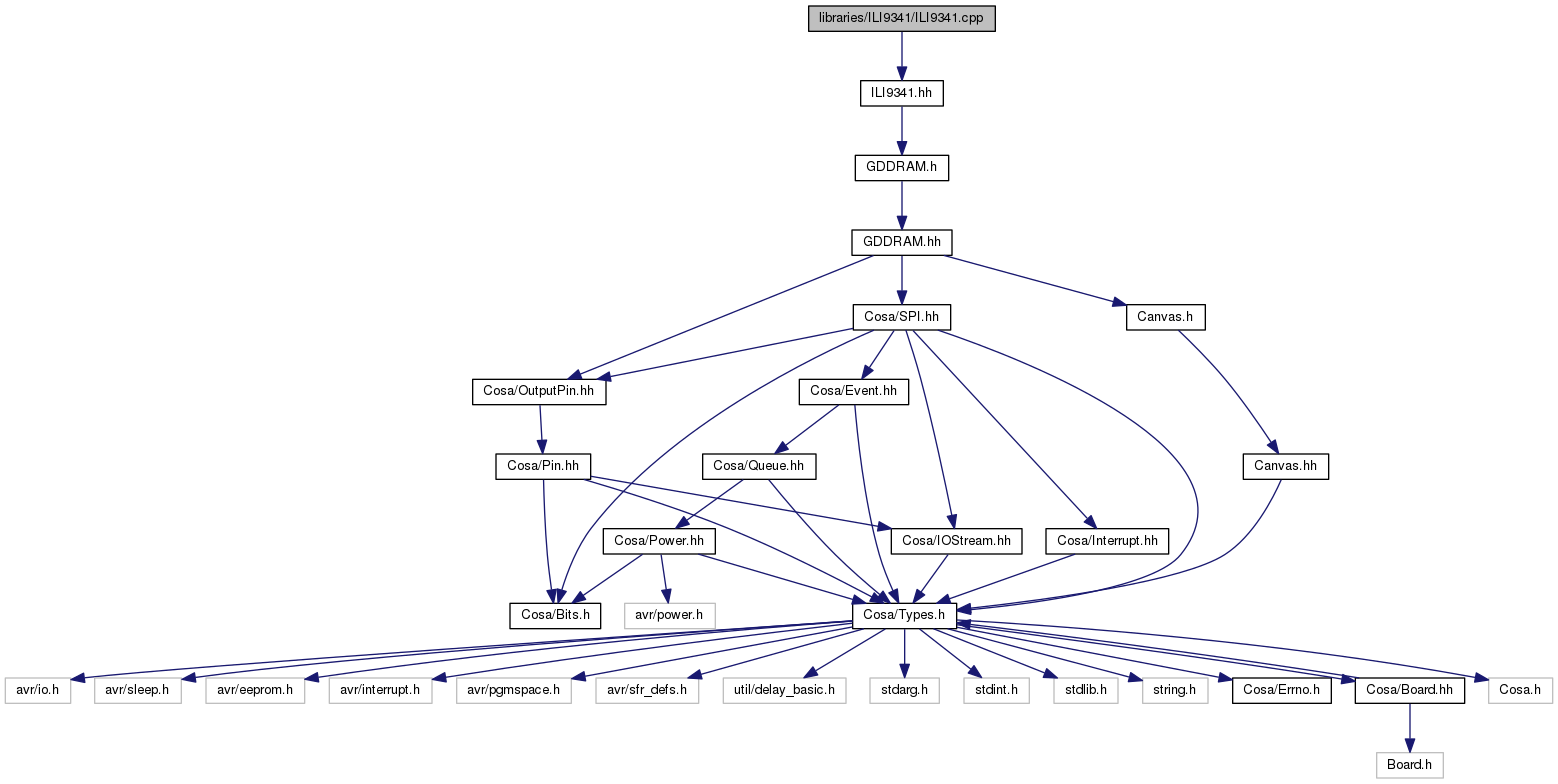 libraries/ILI9341/ILI9341.cpp
ILI9341.hh
GDDRAM.h
GDDRAM.hh
Cosa/SPI.hh
Canvas.h
Cosa/OutputPin.hh
Cosa/Event.hh
Cosa/Pin.hh
Cosa/Queue.hh
Canvas.hh
Cosa/Power.hh
Cosa/IOStream.hh
Cosa/Interrupt.hh
Cosa/Bits.h
avr/power.h
Cosa/Types.h
avr/io.h
avr/sleep.h
avr/eeprom.h
avr/interrupt.h
avr/pgmspace.h
avr/sfr_defs.h
util/delay_basic.h
stdarg.h
stdint.h
stdlib.h
string.h
Cosa/Errno.h
Cosa/Board.hh
Cosa.h
Board.h